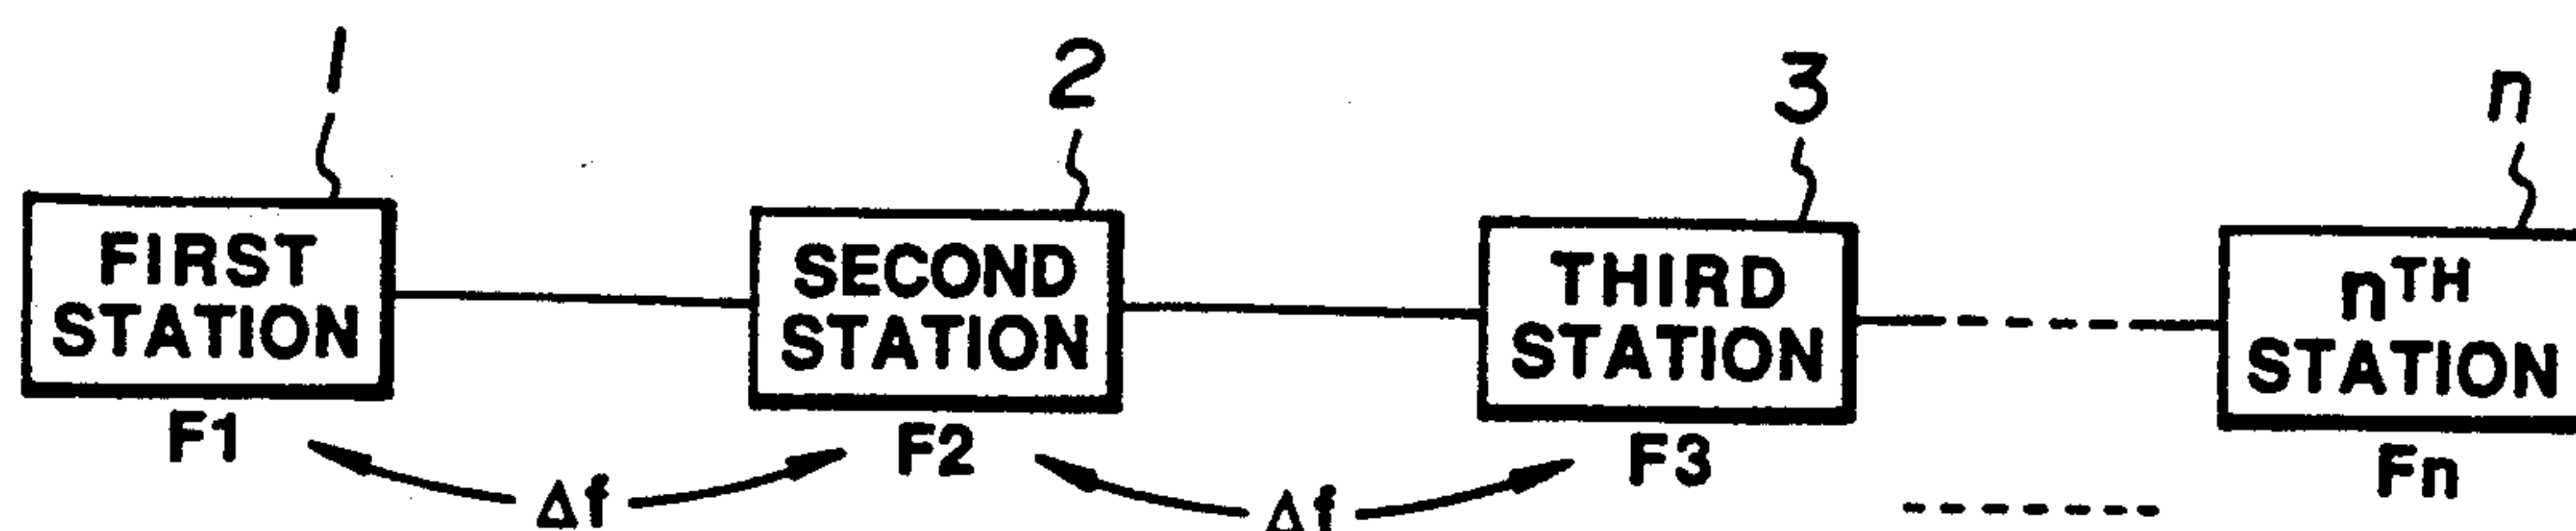 1 2 3 n
FIRST STATION
SECOND STATION
THIRD STATION
nTH STATION
F1 F2 F3 Fn
Δf Δf